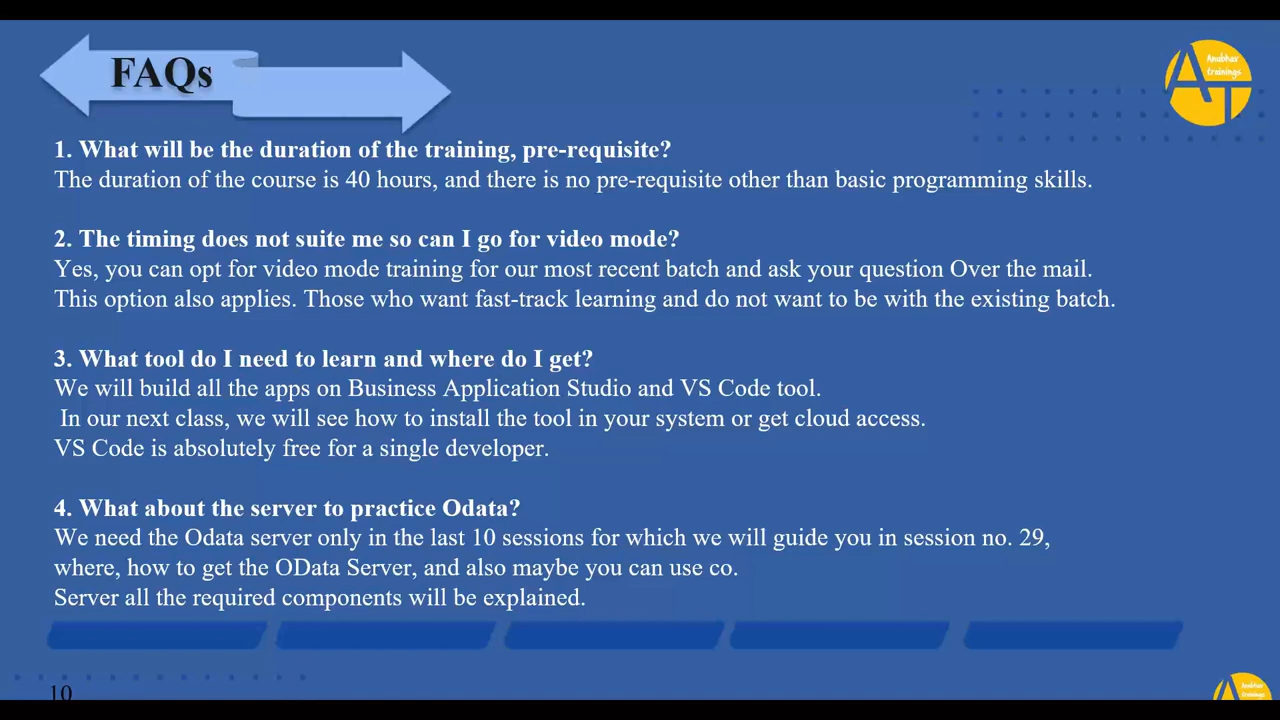 FAQs
Anubhav
trainings
1. What will be the duration of the training, pre-requisite?
The duration of the course is 40 hours, and there is no pre-requisite other than basic programming skills.
2. The timing does not suite me so can I go for video mode?
Yes, you can opt for video mode training for our most recent batch and ask your question Over the mail.
This option also applies. Those who want fast-track learning and do not want to be with the existing batch.
3. What tool do I need to learn and where do I get?
We will build all the apps on Business Application Studio and VS Code tool.
In our next class, we will see how to install the tool in your system or get cloud access.
VS Code is absolutely free for a single developer.
4. What about the server to practice Odata?
We need the Odata server only in the last 10 sessions for which we will guide you in session no. 29,
where, how to get the OData Server, and also maybe you can use co.
Server all the required components will be explained.
10
Anubhav
trainings